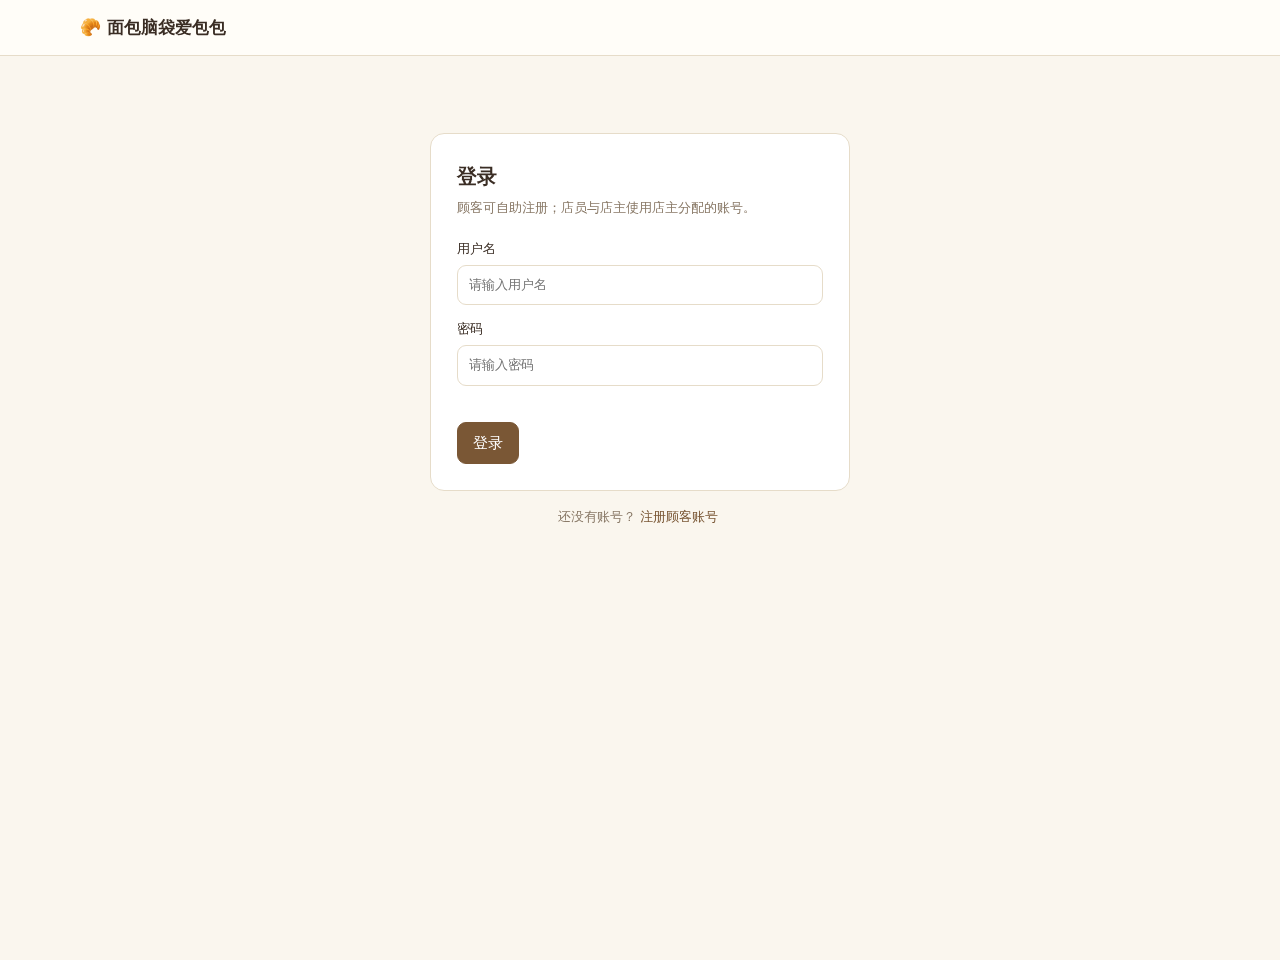 🥐 面包脑袋爱包包
登录
顾客可自助注册；店员与店主使用店主分配的账号。
用户名
请输入用户名
密码
请输入密码
登录
还没有账号？ 注册顾客账号